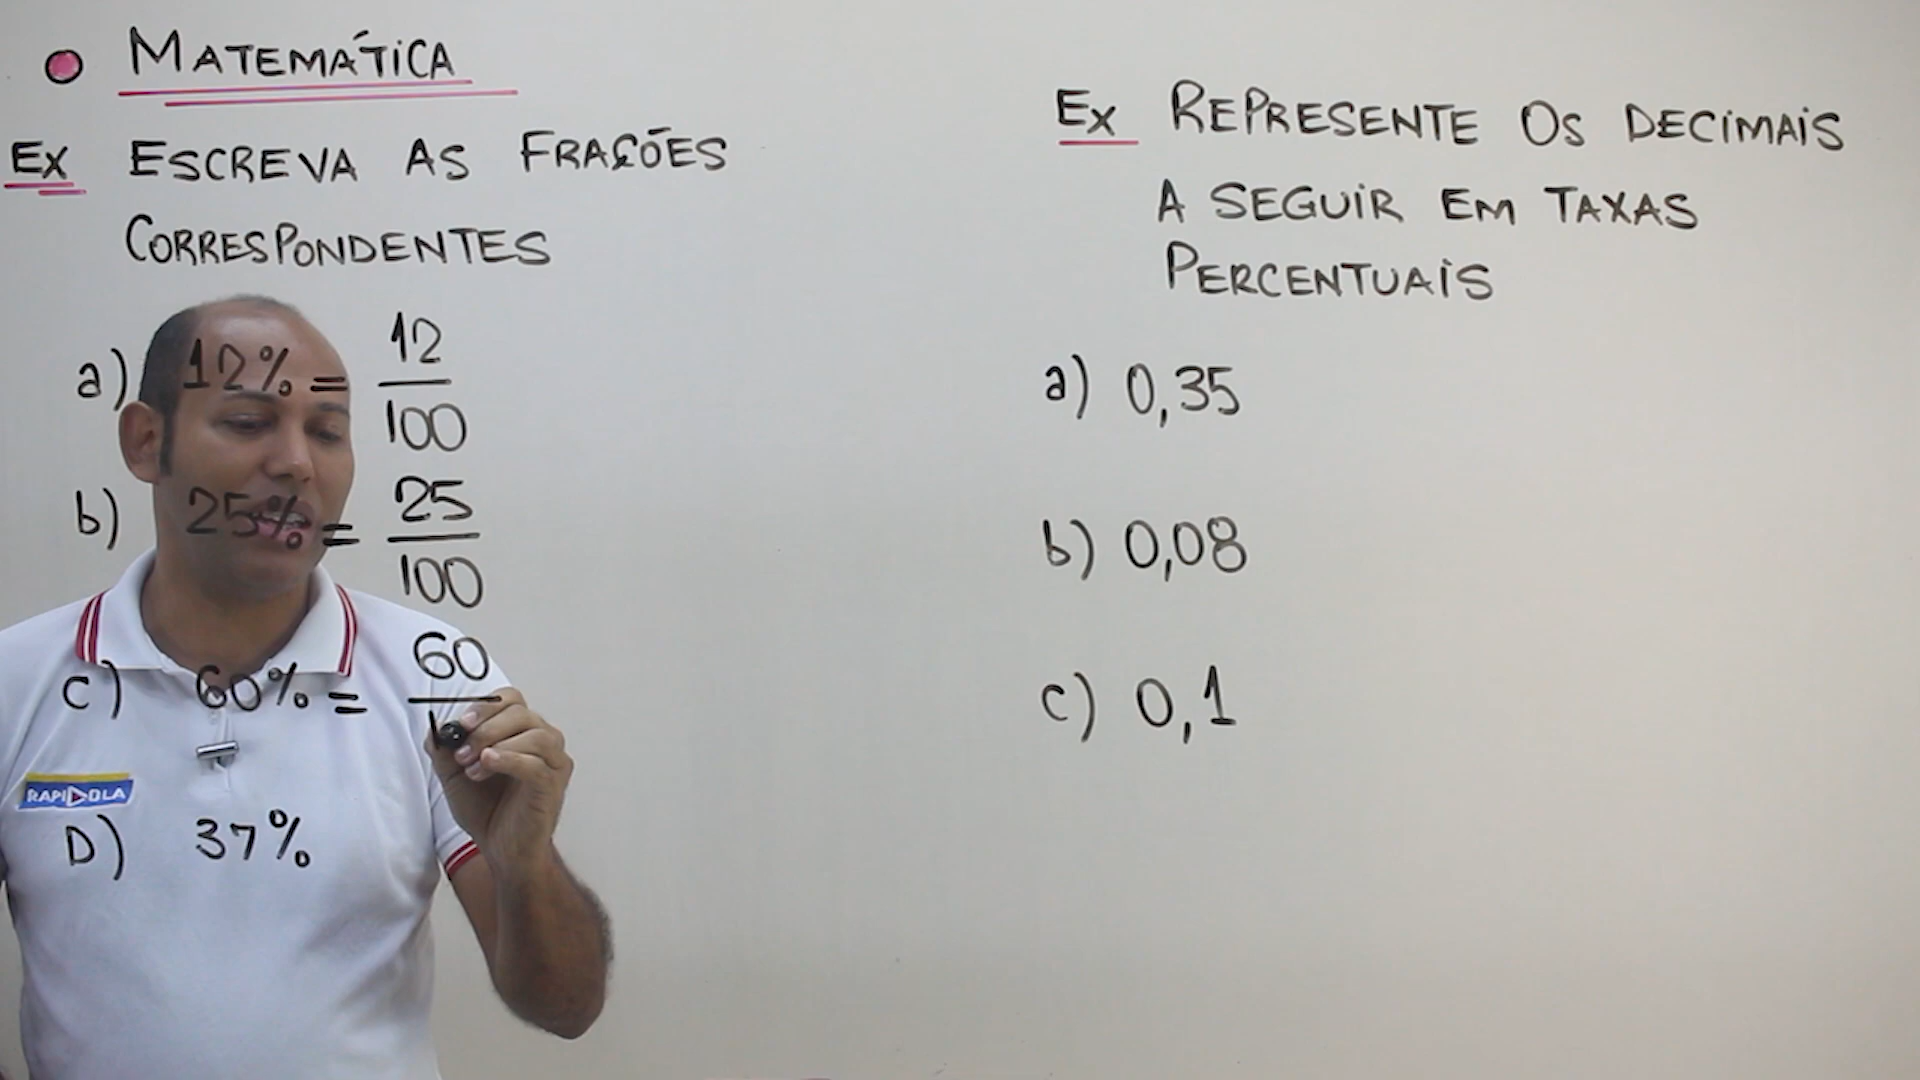 MATEMÁTICA
Ex ESCREVA AS FRAÇÕES
CORRESPONDENTES
a) 12% = 12/100
b) 25% = 25/100
c) 60% = 60/1
D) 37%
RAPIDOLA
Ex REPRESENTE OS DECIMAIS
A SEGUIR EM TAXAS
PERCENTUAIS
a) 0,35
b) 0,08
c) 0,1